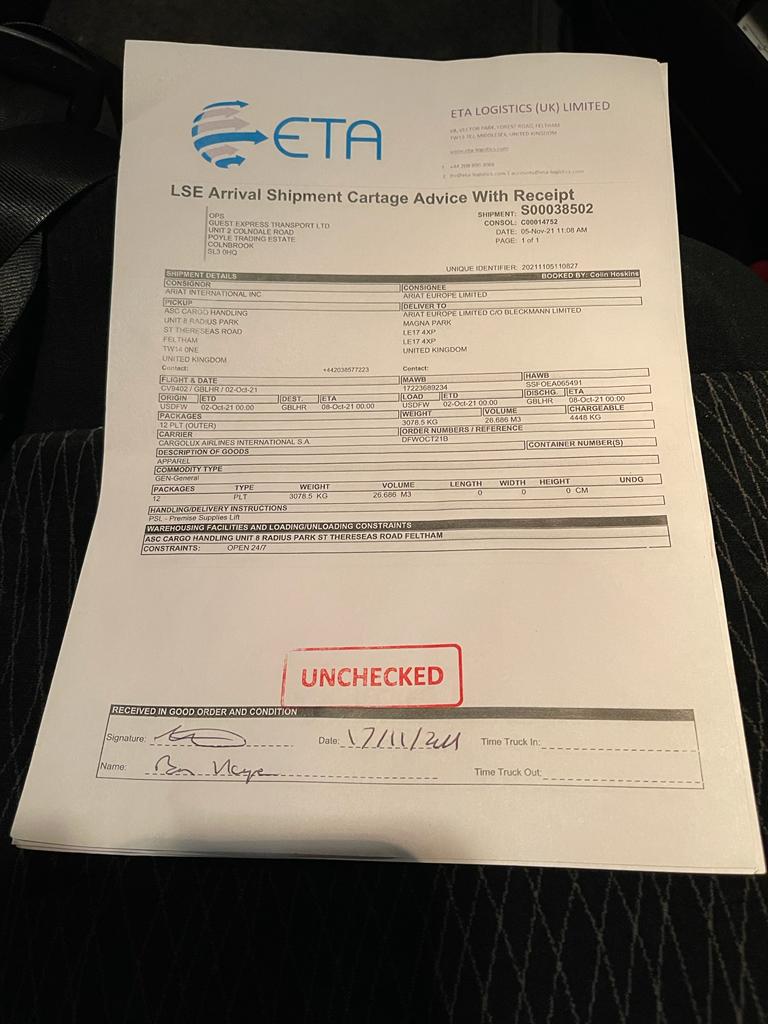 ETA
ETA LOGISTICS (UK) LIMITED
LSE Arrival Shipment Cartage Advice With Receipt
OPS
GUEST EXPRESS TRANSPORT LTD
UNIT 2 COLNDALE ROAD
POYLE TRADING ESTATE
COLNBROOK
SL3 0HQ
SHIPMENT: S00038502
CONSOL: C00014752
DATE: 05-Nov-21 11:08 AM
PAGE: 1 of 1
UNIQUE IDENTIFIER: 20211105110827
SHIPMENT DETAILS BOOKED BY: Colin Hoskins
CONSIGNOR CONSIGNEE
ARIAT INTERNATIONAL INC ARIAT EUROPE LIMITED
PICKUP DELIVER TO
ASC CARGO HANDLING ARIAT EUROPE LIMITED C/O BLECKMANN LIMITED
UNIT 8 RADIUS PARK MAGNA PARK
ST THERESEAS ROAD LE17 4XP
FELTHAM LE17 4XP
TW14 0NE UNITED KINGDOM
UNITED KINGDOM
Contact: +442038577223 Contact:
FLIGHT & DATE MAWB HAWB
CV9402 / GBLHR / 02-Oct-21 17223689234 SSFOEA065491
ORIGIN ETD DEST. ETA LOAD ETD DISCHG. ETA
USDFW 02-Oct-21 00:00 GBLHR 08-Oct-21 00:00 USDFW 02-Oct-21 00:00 GBLHR 08-Oct-21 00:00
PACKAGES WEIGHT VOLUME CHARGEABLE
12 PLT (OUTER) 3078.5 KG 26.686 M3 4448 KG
CARRIER ORDER NUMBERS / REFERENCE
CARGOLUX AIRLINES INTERNATIONAL S.A. DFWOCT21B CONTAINER NUMBER(S)
DESCRIPTION OF GOODS
APPAREL
COMMODITY TYPE
GEN-General
PACKAGES TYPE WEIGHT VOLUME LENGTH WIDTH HEIGHT UNDG
12 PLT 3078.5 KG 26.686 M3 0 0 0 CM
HANDLING/DELIVERY INSTRUCTIONS
PSL - Premise Supplies Lift
WAREHOUSING FACILITIES AND LOADING/UNLOADING CONSTRAINTS
ASC CARGO HANDLING UNIT 8 RADIUS PARK ST THERESEAS ROAD FELTHAM
CONSTRAINTS: OPEN 24/7
UNCHECKED
RECEIVED IN GOOD ORDER AND CONDITION
Signature: Date: 17/11/2021 Time Truck In:
Name: Time Truck Out: